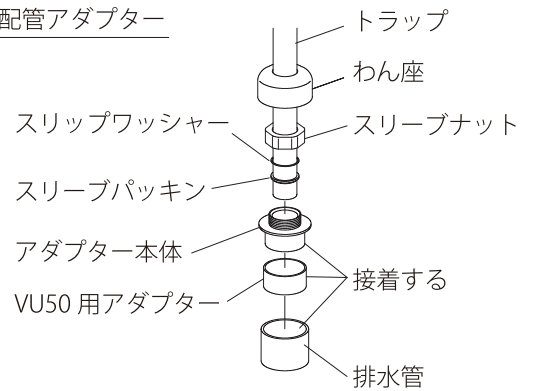 配管アダプター
トラップ
わん座
スリップワッシャー
スリーブナット
スリーブパッキン
アダプター本体
接着する
VU50 用アダプター
排水管